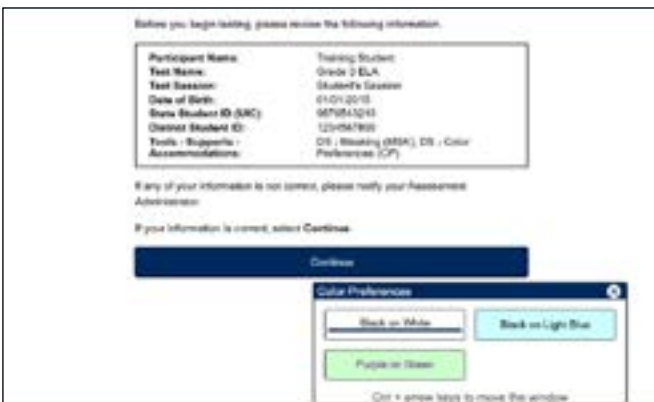 Before you begin testing, please review the following information.
Participant Name: Training Student
Test Name: Grade 3 ELA
Test Session: Student's Session
Date of Birth: 01/01/2015
State Student ID (UIC): 9876543210
District Student ID: 1234567890
Tools - Supports - DS - Masking (MSK), DS - Color
Accommodations: Preferences (CP)
If any of your information is not correct, please notify your Assessment
Administrator.
If your information is correct, select Continue.
Continue
Color Preferences
Black on White Black on Light Blue
Purple on Green
Ctrl + arrow keys to move the window